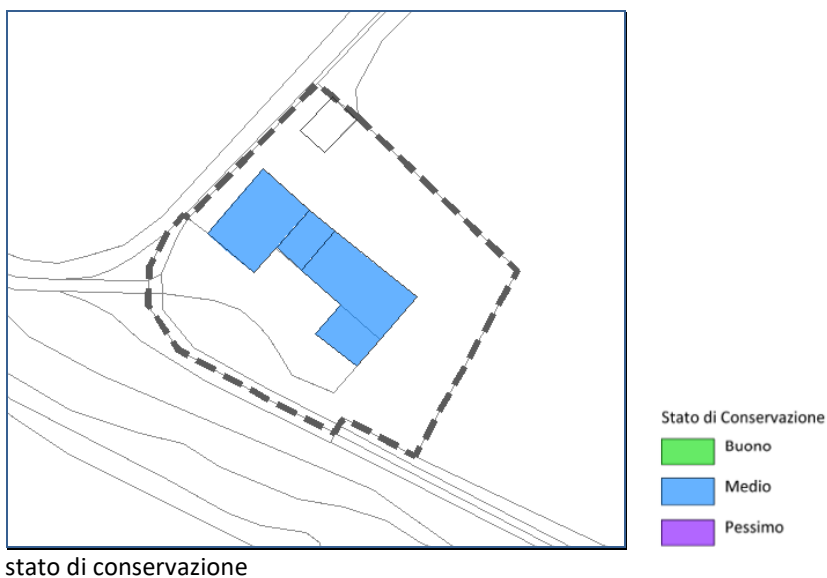 Stato di Conservazione
Buono
Medio
Pessimo
stato di conservazione